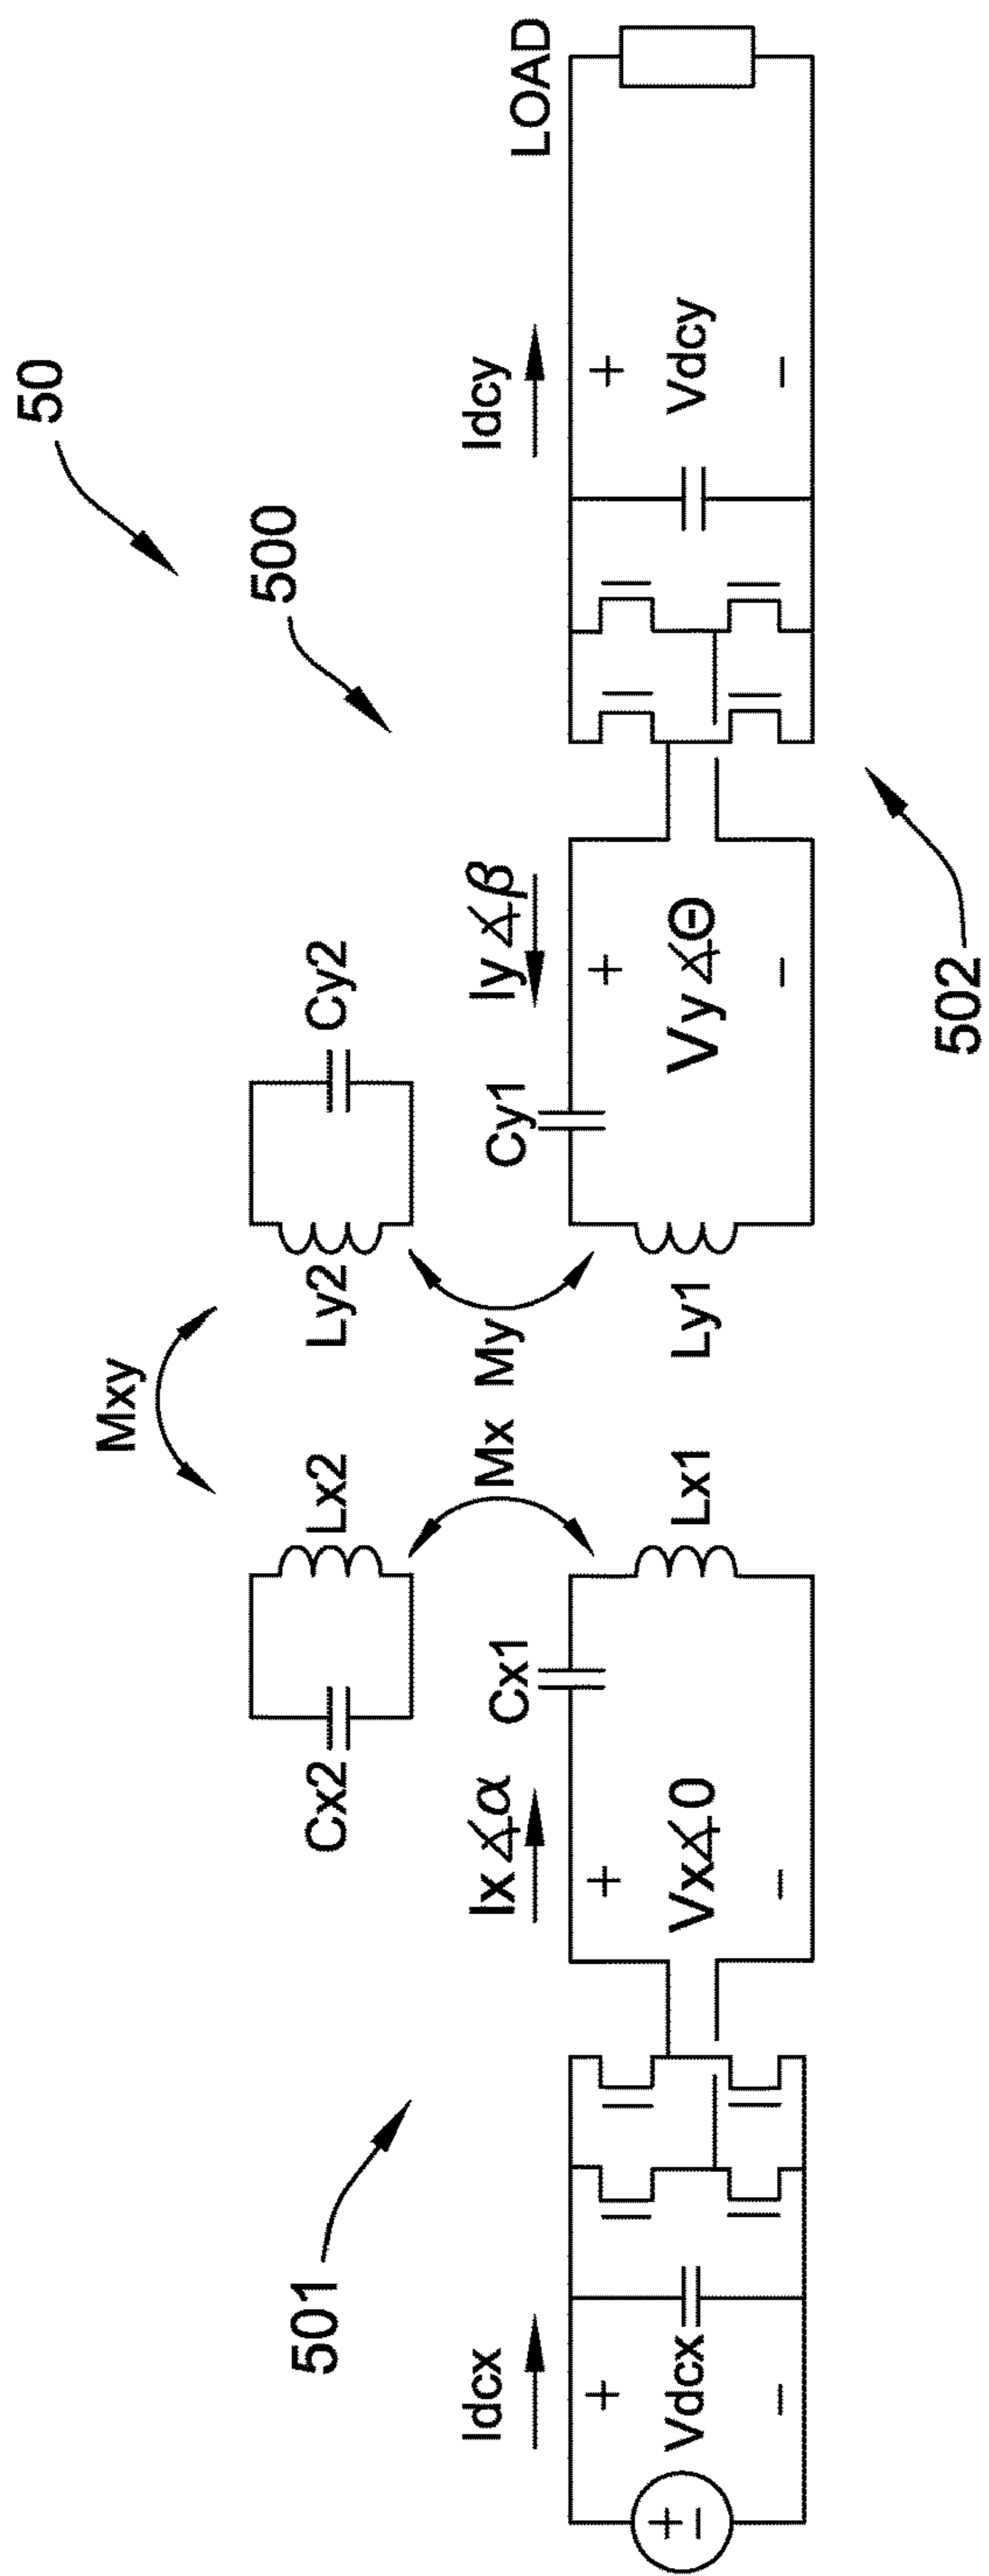 50
500
Mxy
Cx2
Lx2
Ly2
Cy2
501
Mx
My
Idcx
Ix∡α
Cx1
Cy1
Iy∡β
Idcy
LOAD
+
+
+
+
±
Vdcx
Vx∡0
Lx1
Ly1
Vy∡Θ
Vdcy
−
−
−
−
502